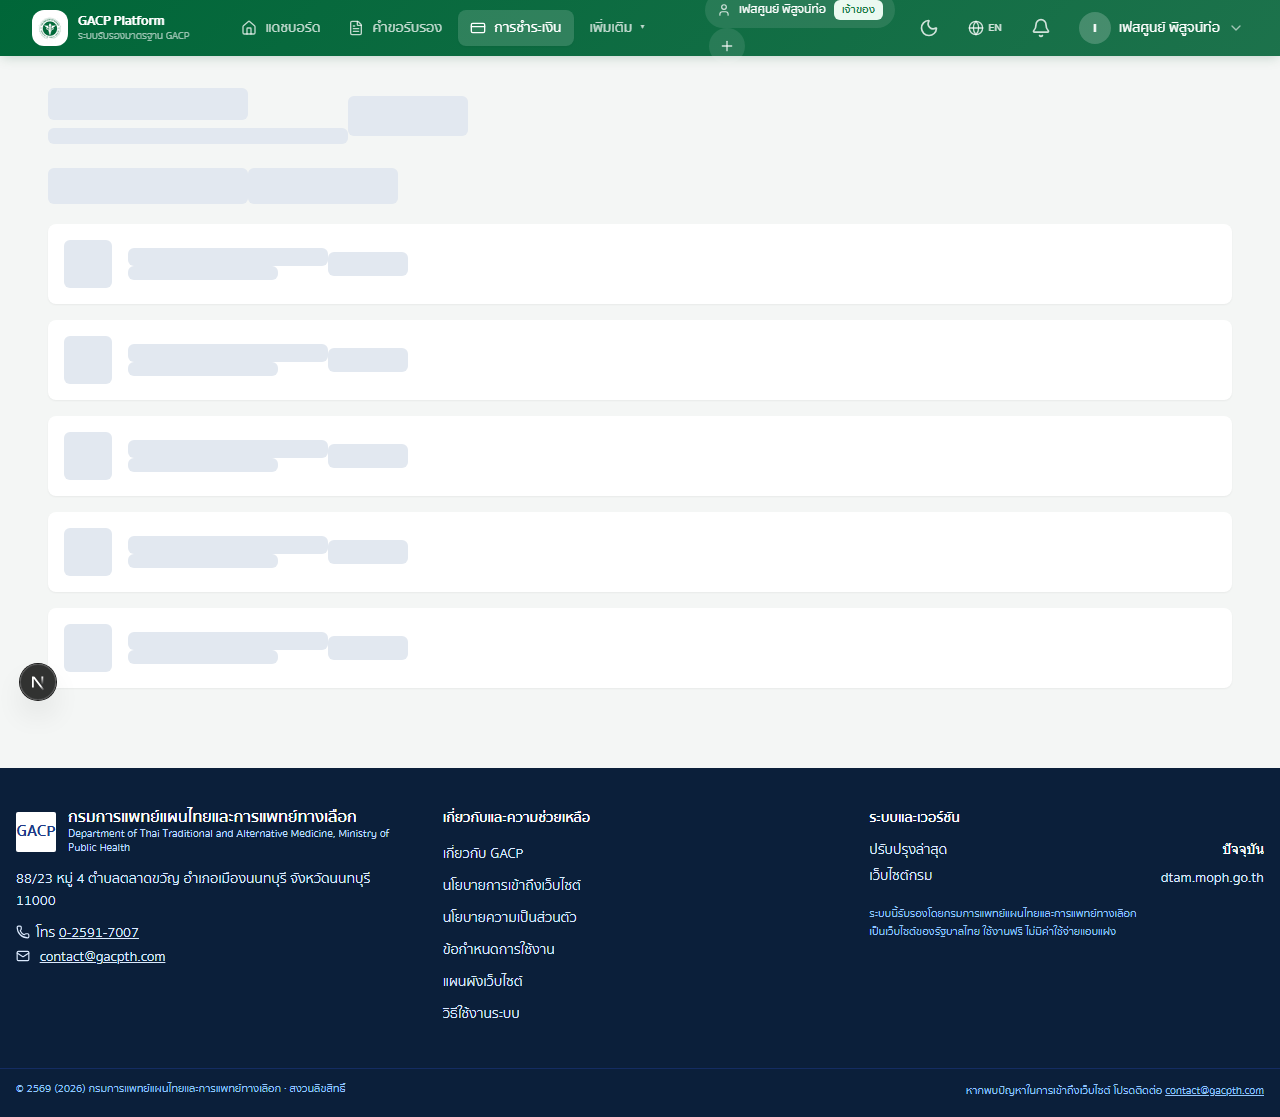 GACP Platform
ระบบรับรองมาตรฐาน GACP
แดชบอร์ด
คำขอรับรอง
การชำระเงิน
เพิ่มเติม
เฟสศูนย์ พิสูจน์ท่อ
เจ้าของ
EN
เฟสศูนย์ พิสูจน์ท่อ
N
GACP
กรมการแพทย์แผนไทยและการแพทย์ทางเลือก
Department of Thai Traditional and Alternative Medicine, Ministry of
Public Health
88/23 หมู่ 4 ตำบลตลาดขวัญ อำเภอเมืองนนทบุรี จังหวัดนนทบุรี
11000
โทร 0-2591-7007
contact@gacpth.com
เกี่ยวกับและความช่วยเหลือ
เกี่ยวกับ GACP
นโยบายการเข้าถึงเว็บไซต์
นโยบายความเป็นส่วนตัว
ข้อกำหนดการใช้งาน
แผนผังเว็บไซต์
วิธีใช้งานระบบ
ระบบและเวอร์ชัน
ปรับปรุงล่าสุด
ปัจจุบัน
เว็บไซต์กรม
dtam.moph.go.th
ระบบนี้รับรองโดยกรมการแพทย์แผนไทยและการแพทย์ทางเลือก
เป็นเว็บไซต์ของรัฐบาลไทย ใช้งานฟรี ไม่มีค่าใช้จ่ายแอบแฝง
© 2569 (2026) กรมการแพทย์แผนไทยและการแพทย์ทางเลือก · สงวนลิขสิทธิ์
หากพบปัญหาในการเข้าถึงเว็บไซต์ โปรดติดต่อ contact@gacpth.com